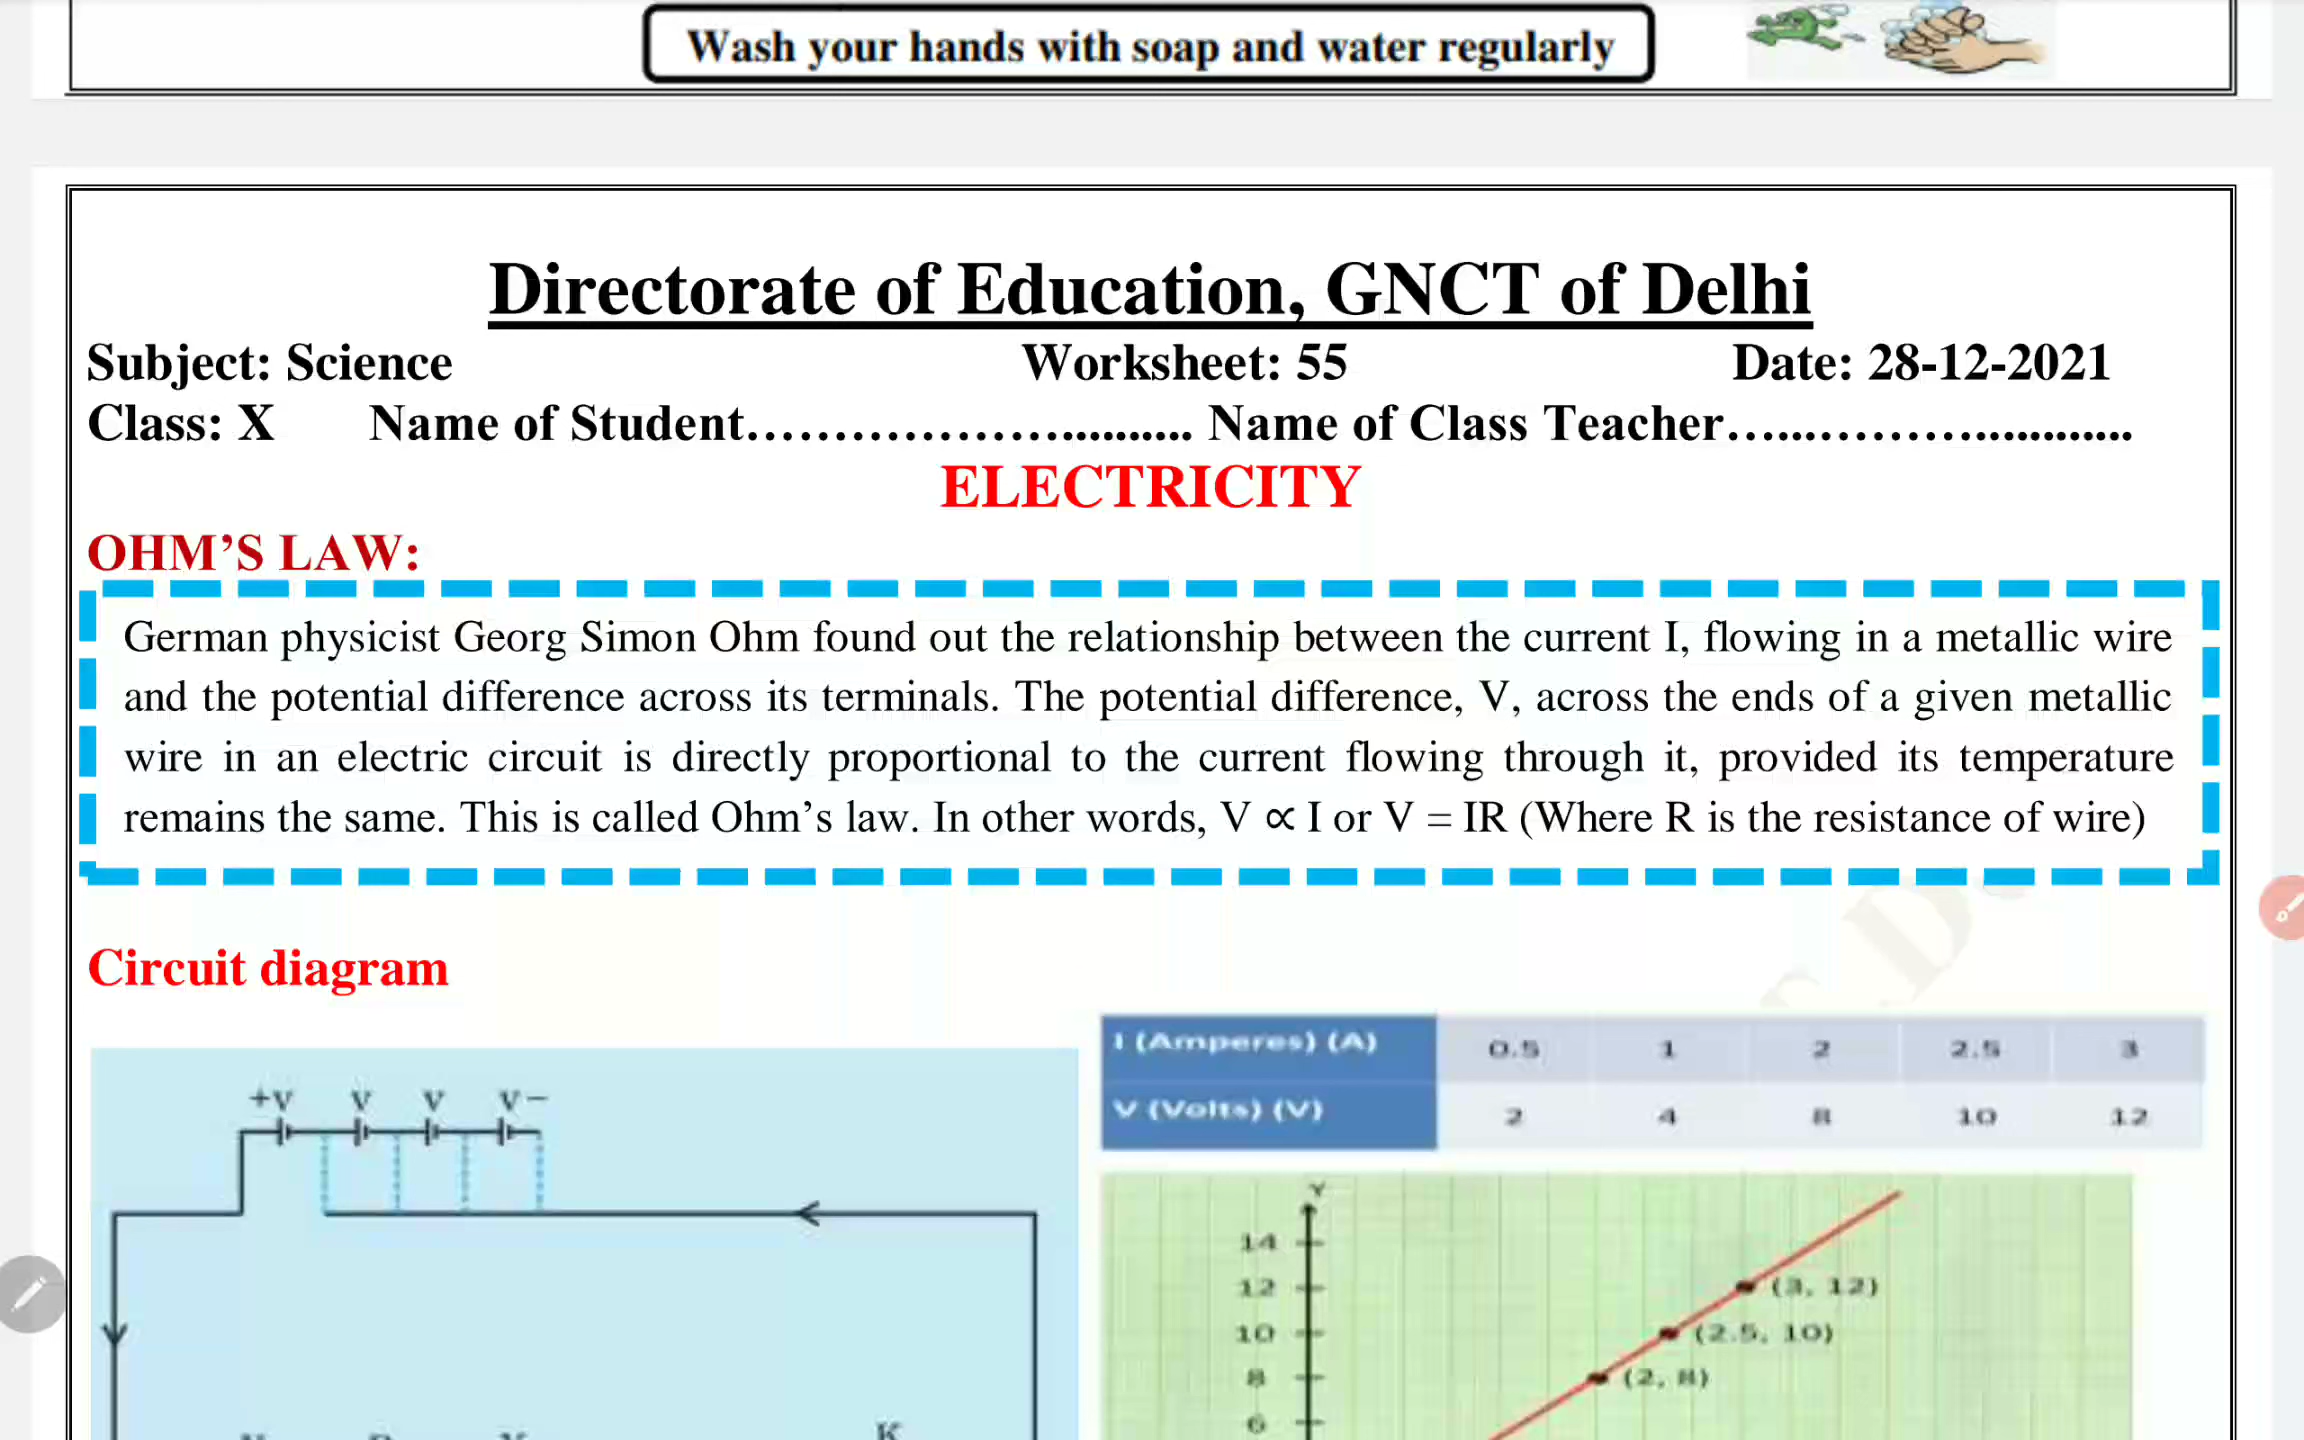 Wash your hands with soap and water regularly
Directorate of Education, GNCT of Delhi
Subject: Science Worksheet: 55 Date: 28-12-2021
Class: X Name of Student………………….......... Name of Class Teacher…...…………...........
ELECTRICITY
OHM’S LAW:
German physicist Georg Simon Ohm found out the relationship between the current I, flowing in a metallic wire
and the potential difference across its terminals. The potential difference, V, across the ends of a given metallic
wire in an electric circuit is directly proportional to the current flowing through it, provided its temperature
remains the same. This is called Ohm’s law. In other words, V ∝ I or V = IR (Where R is the resistance of wire)
Circuit diagram
I (Amperes) (A) 0.5 1 2 2.5 3
V (Volts) (V) 2 4 8 10 12
+V V V V−
Y
14
12 (3, 12)
10 (2.5, 10)
8 (2, 8)
6
K